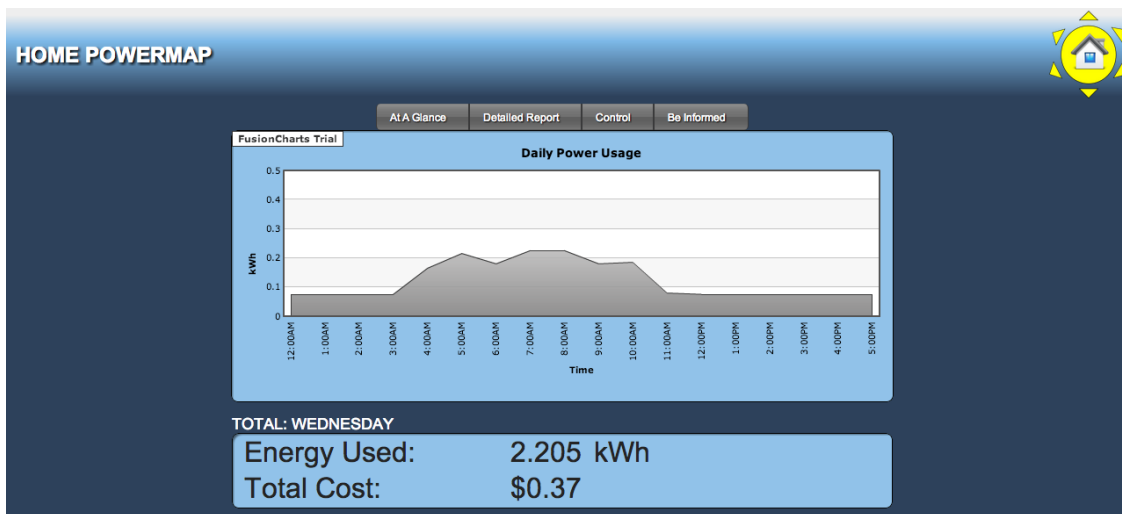 HOME POWERMAP
At A Glance Detailed Report Control Be Informed
FusionCharts Trial
Daily Power Usage
0.5
0.4
0.3
0.2
0.1
0
kWh
12:00AM 1:00AM 2:00AM 3:00AM 4:00AM 5:00AM 6:00AM 7:00AM 8:00AM 9:00AM 10:00AM 11:00AM 12:00PM 1:00PM 2:00PM 3:00PM 4:00PM 5:00PM
Time
TOTAL: WEDNESDAY
Energy Used: 2.205 kWh
Total Cost: $0.37